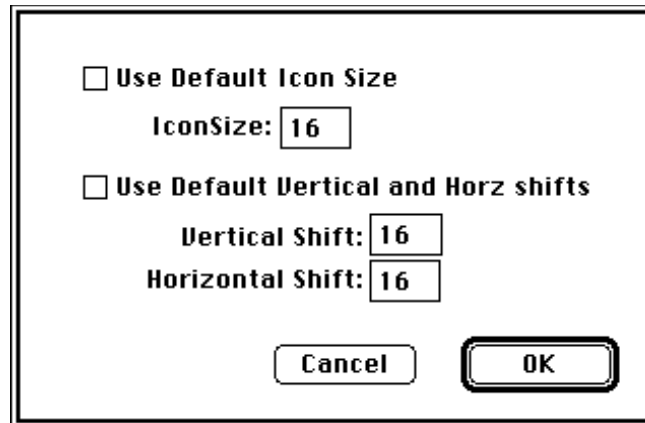 Use Default Icon Size
IconSize: 16
Use Default Vertical and Horz shifts
Vertical Shift: 16
Horizontal Shift: 16
Cancel OK